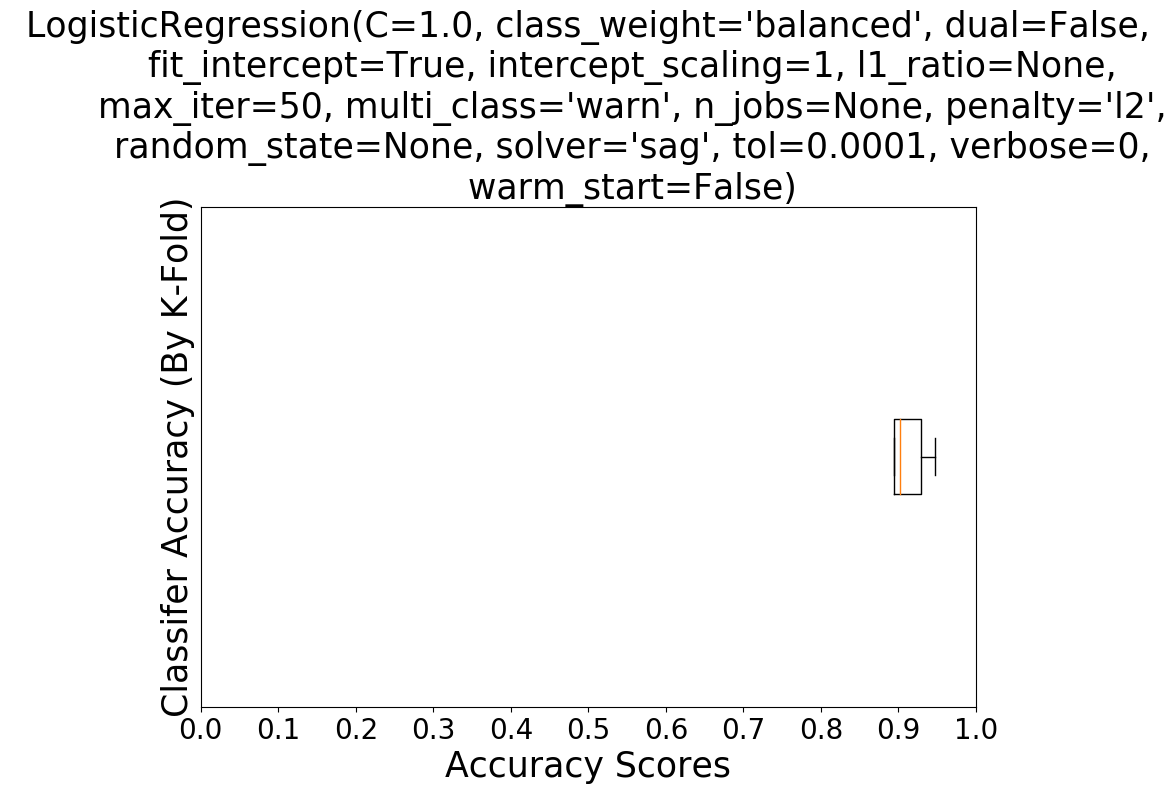 LogisticRegression(C=1.0, class_weight='balanced', dual=False,
fit_intercept=True, intercept_scaling=1, l1_ratio=None,
max_iter=50, multi_class='warn', n_jobs=None, penalty='l2',
random_state=None, solver='sag', tol=0.0001, verbose=0,
warm_start=False)
Classifer Accuracy (By K-Fold)
0.0 0.1 0.2 0.3 0.4 0.5 0.6 0.7 0.8 0.9 1.0
Accuracy Scores